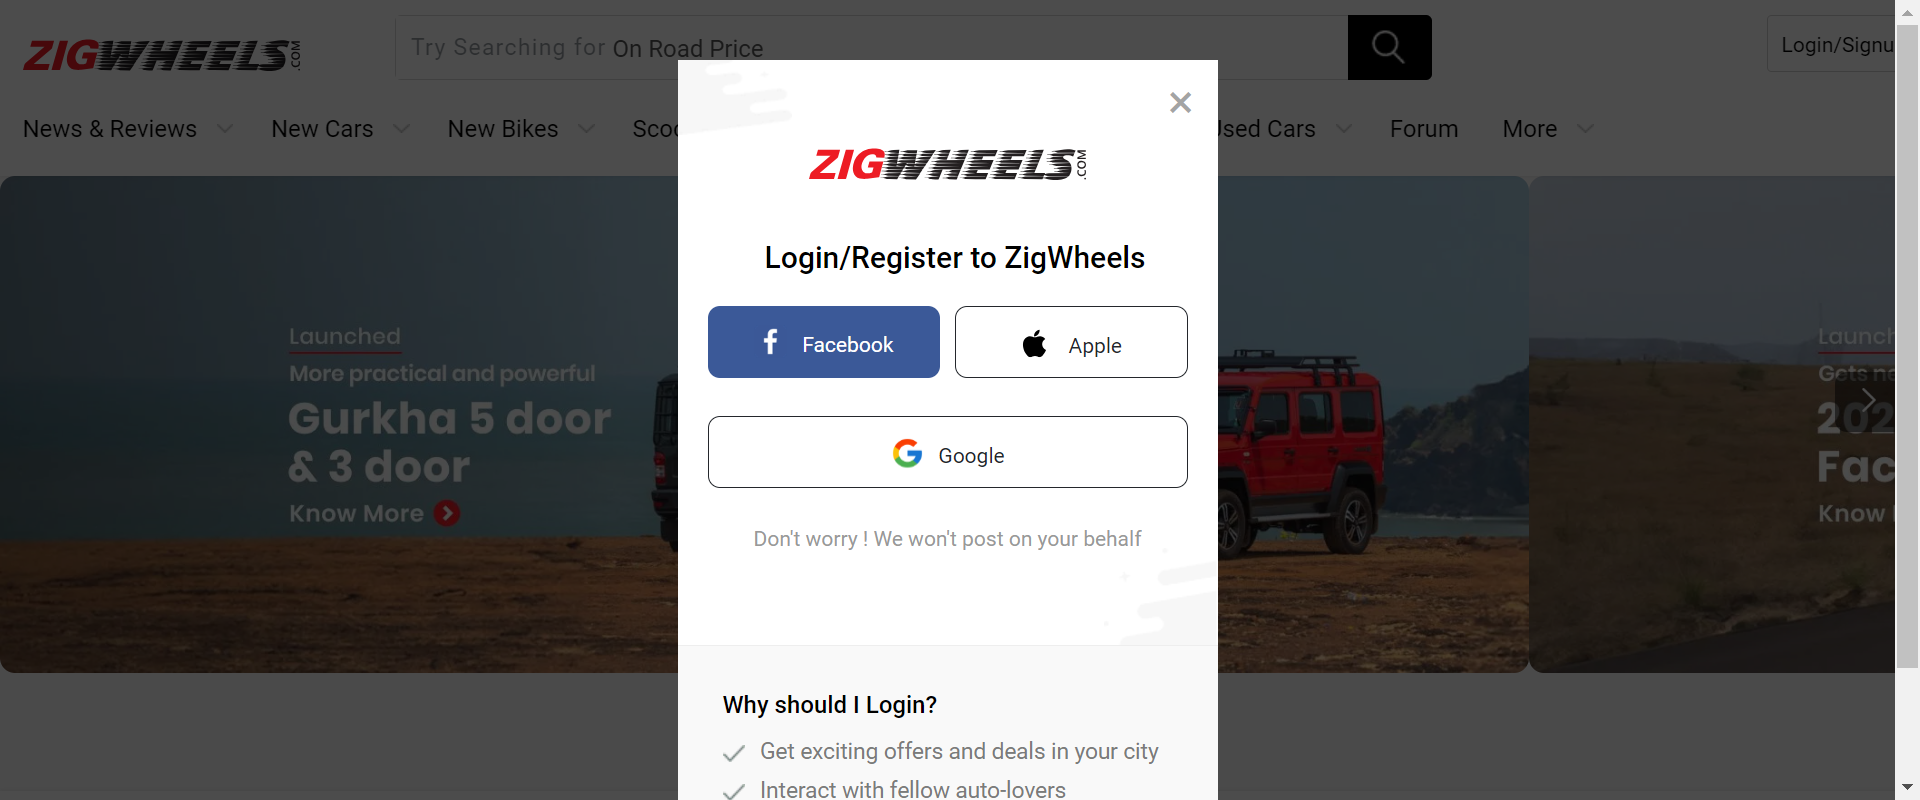 ZIGWHEELS.COM
Try Searching for On Road Price
Login/Signu
News & Reviews
New Cars
New Bikes
Used Cars
Forum
More
ZIGWHEELS.COM
Login/Register to ZigWheels
Facebook
Apple
Google
Don't worry ! We won't post on your behalf
Why should I Login?
Get exciting offers and deals in your city
Interact with fellow auto-lovers
Launched
More practical and powerful
Gurkha 5 door
& 3 door
Know More
Launch
Gets ne
202
Fac
Know